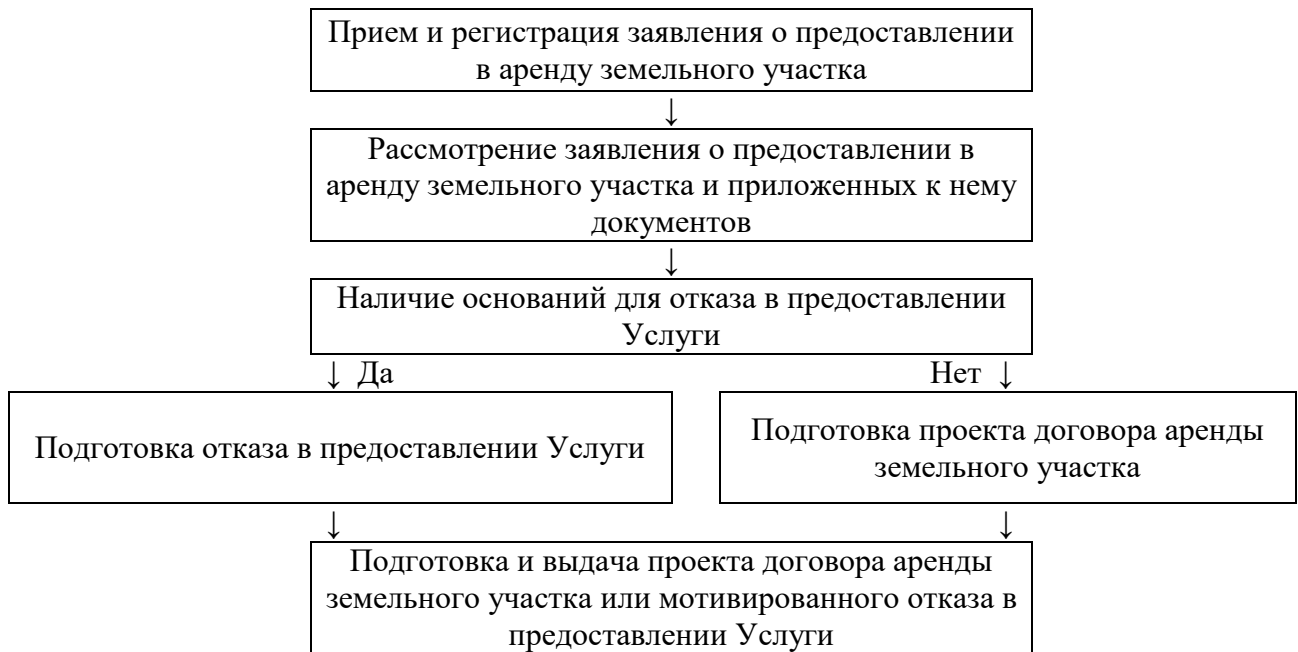 Прием и регистрация заявления о предоставлении
в аренду земельного участка
↓
Рассмотрение заявления о предоставлении в
аренду земельного участка и приложенных к нему
документов
↓
Наличие оснований для отказа в предоставлении
Услуги
↓ Да
Нет ↓
Подготовка отказа в предоставлении Услуги
Подготовка проекта договора аренды
земельного участка
↓
↓
Подготовка и выдача проекта договора аренды
земельного участка или мотивированного отказа в
предоставлении Услуги